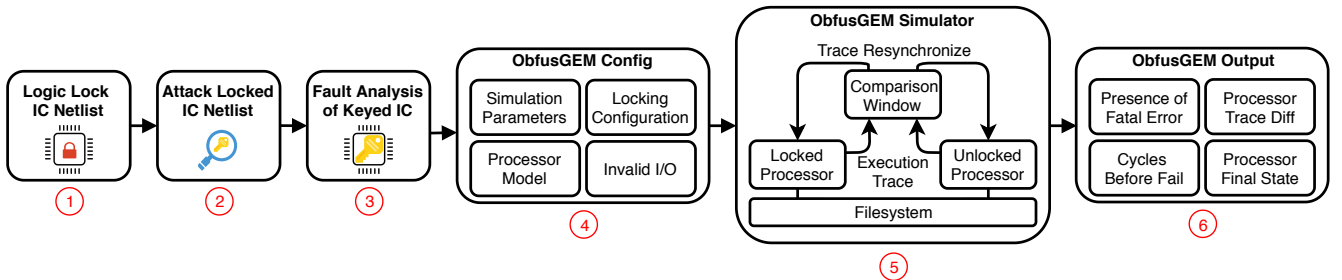 Logic Lock
IC Netlist
1
Attack Locked
IC Netlist
2
Fault Analysis
of Keyed IC
3
ObfusGEM Config
Simulation
Parameters
Locking
Configuration
Processor
Model
Invalid I/O
4
ObfusGEM Simulator
Trace Resynchronize
Comparison
Window
Locked
Processor
Execution
Trace
Unlocked
Processor
Filesystem
5
ObfusGEM Output
Presence of
Fatal Error
Processor
Trace Diff
Cycles
Before Fail
Processor
Final State
6